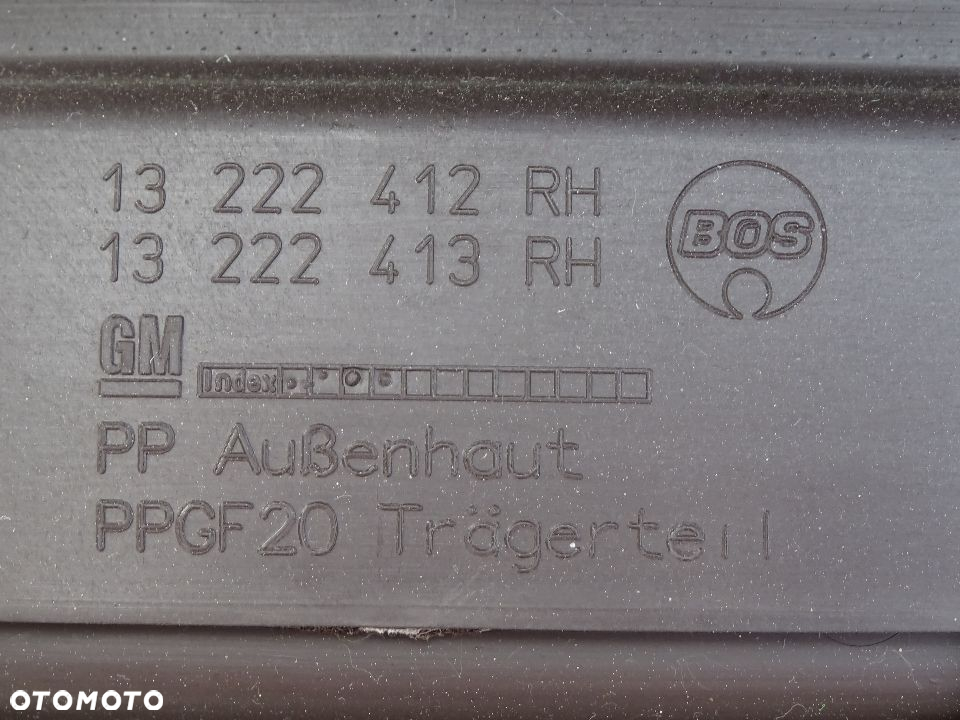 13 222 412 RH
13 222 413 RH
BOS
GM
Index
PP Außenhaut
PPGF20 Trägerteil
OTOMOTO